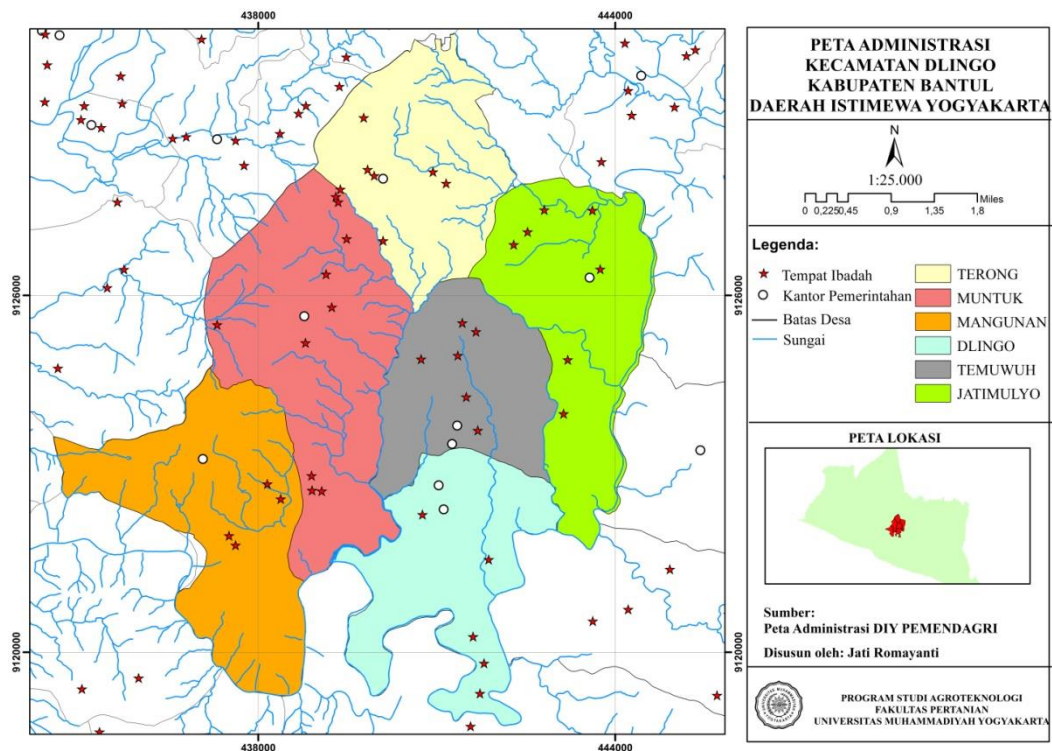 438000
444000
9126000
9126000
9120000
9120000
438000
444000
PETA ADMINISTRASI
KECAMATAN DLINGO
KABUPATEN BANTUL
DAERAH ISTIMEWA YOGYAKARTA
N
1:25.000
Miles
0 0,225 0,45 0,9 1,35 1,8
Legenda:
Tempat Ibadah
Kantor Pemerintahan
Batas Desa
Sungai
TERONG
MUNTUK
MANGUNAN
DLINGO
TEMUWUH
JATIMULYO
PETA LOKASI
Sumber:
Peta Administrasi DIY PEMENDAGRI
Disusun oleh: Jati Romayanti
PROGRAM STUDI AGROTEKNOLOGI
FAKULTAS PERTANIAN
UNIVERSITAS MUHAMMADIYAH YOGYAKARTA